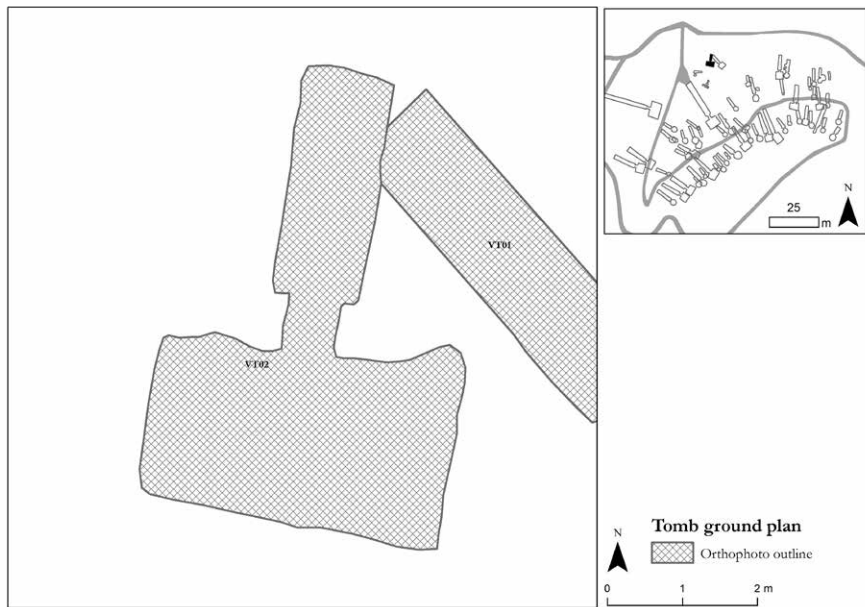 VT01
VT02
N
25
m
Tomb ground plan
N
Orthophoto outline
0 1 2 m